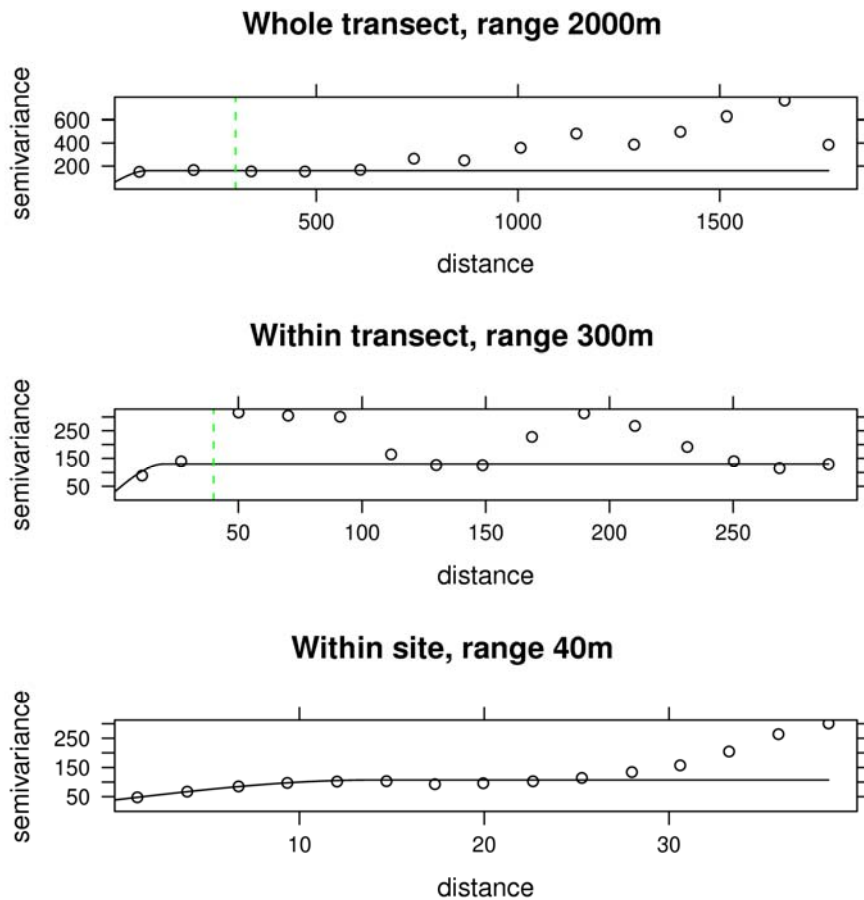 Whole transect, range 2000m
semivariance
600
400
200
500 1000 1500
distance
Within transect, range 300m
semivariance
250
150
50
50 100 150 200 250
distance
Within site, range 40m
semivariance
250
150
50
10 20 30
distance